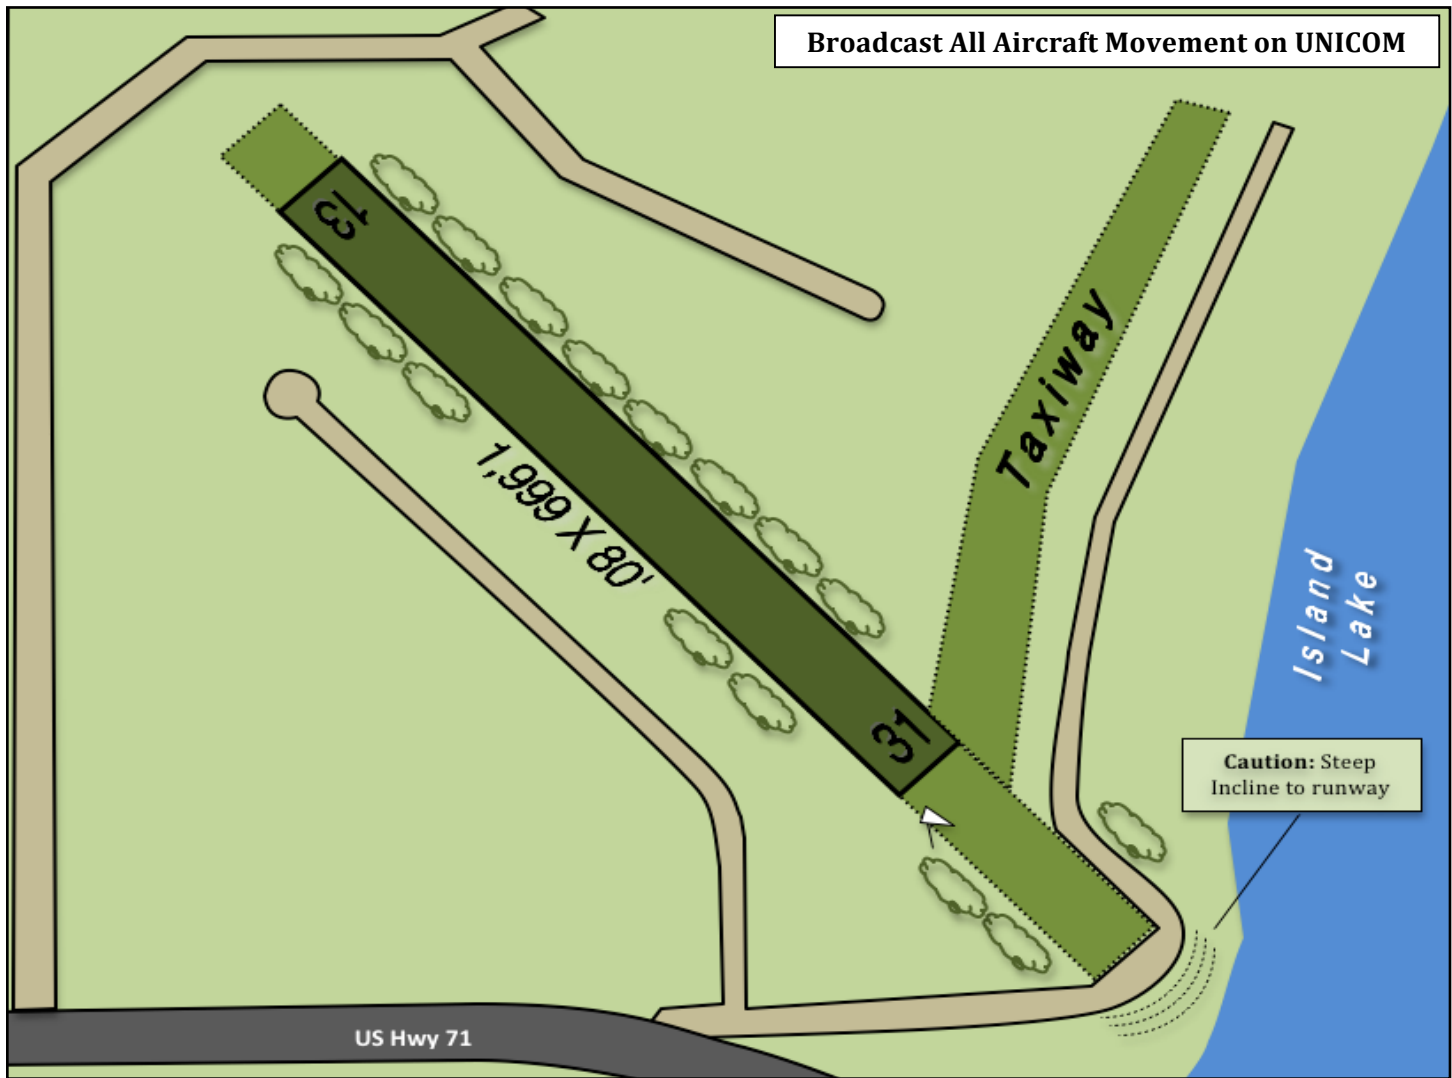 Broadcast All Aircraft Movement on UNICOM
13
Taxiway
1,999 X 80'
Island
Lake
31
Caution: Steep
Incline to runway
US Hwy 71